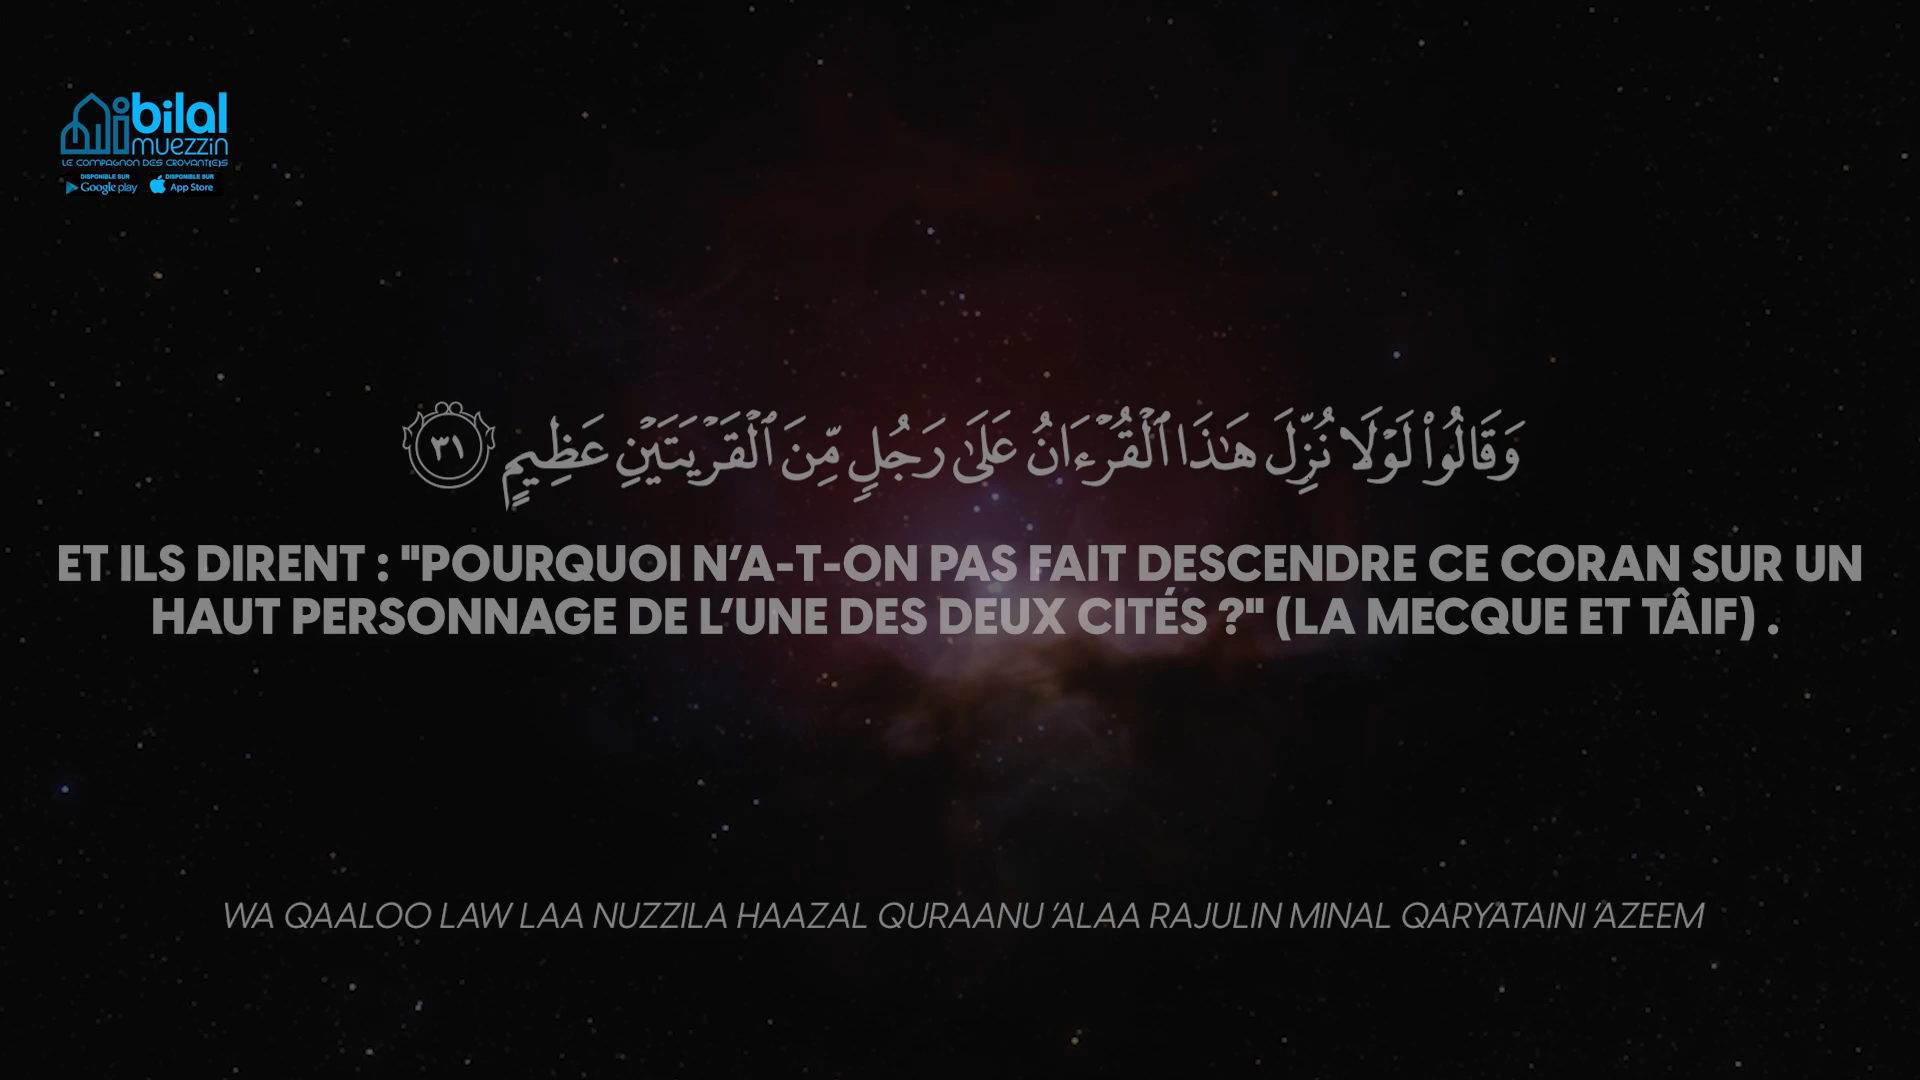 bilal
muezzin
LE COMPAGNON DES CROYANT(E)S
DISPONIBLE SUR
Google play
DISPONIBLE SUR
App Store
وَقَالُوا۟ لَوْلَا نُزِّلَ هَـٰذَا ٱلْقُرْءَانُ عَلَىٰ رَجُلٍ مِّنَ ٱلْقَرْيَتَيْنِ عَظِيمٍ ٣١
ET ILS DIRENT : "POURQUOI N’A-T-ON PAS FAIT DESCENDRE CE CORAN SUR UN
HAUT PERSONNAGE DE L’UNE DES DEUX CITÉS ?" (LA MECQUE ET TÂIF) .
WA QAALOO LAW LAA NUZZILA HAAZAL QURAANU ‘ALAA RAJULIN MINAL QARYATAINI ‘AZEEM